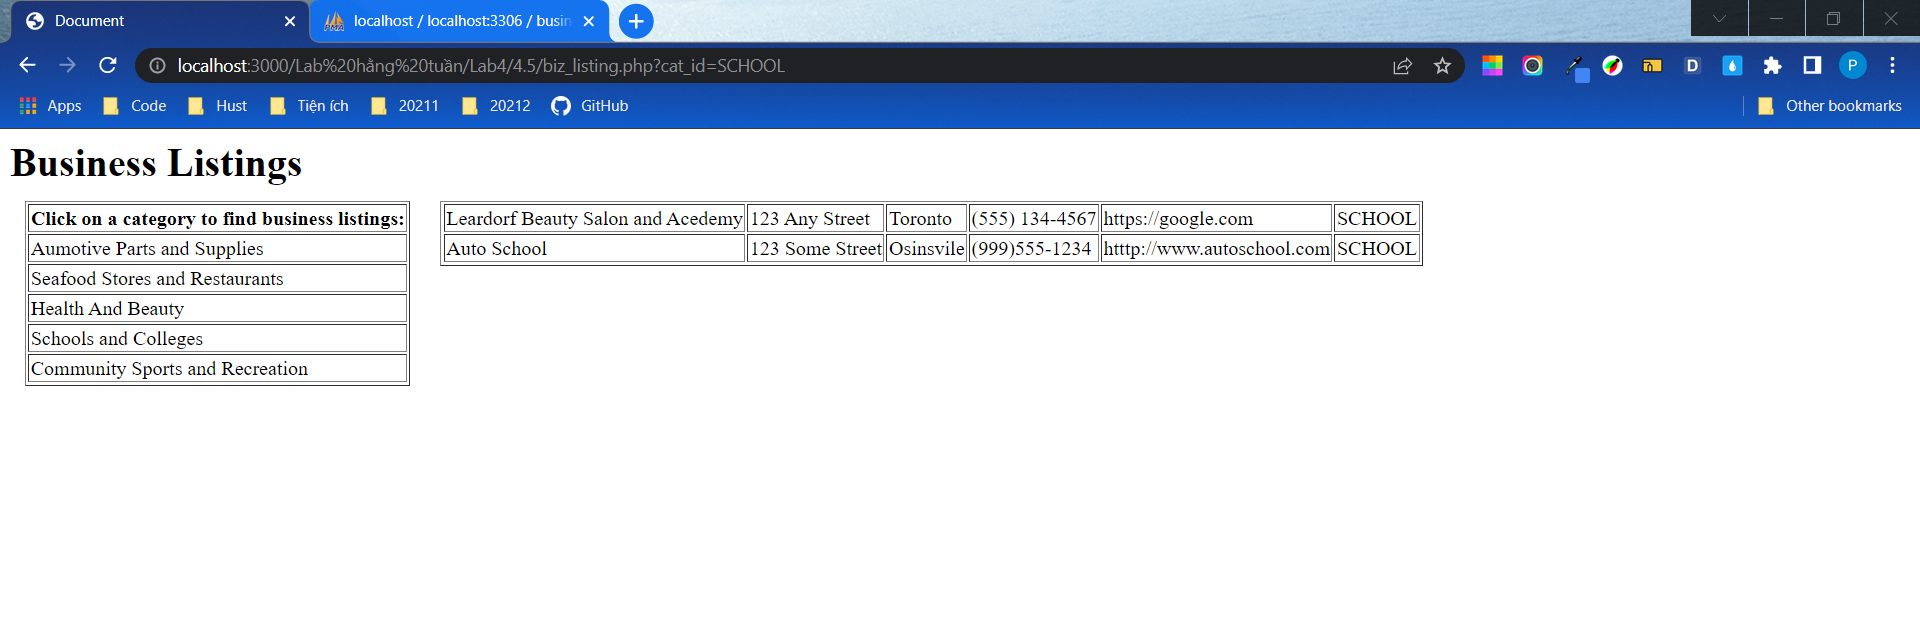 Document
localhost / localhost:3306 / busin
localhost:3000/Lab%20hằng%20tuần/Lab4/4.5/biz_listing.php?cat_id=SCHOOL
D
P
Apps Code Hust Tiện ích 20211 20212 GitHub Other bookmarks
Business Listings
Click on a category to find business listings:
Aumotive Parts and Supplies
Seafood Stores and Restaurants
Health And Beauty
Schools and Colleges
Community Sports and Recreation
Leardorf Beauty Salon and Acedemy 123 Any Street Toronto (555) 134-4567 https://google.com SCHOOL
Auto School 123 Some Street Osinsvile (999)555-1234 htttp://www.autoschool.com SCHOOL